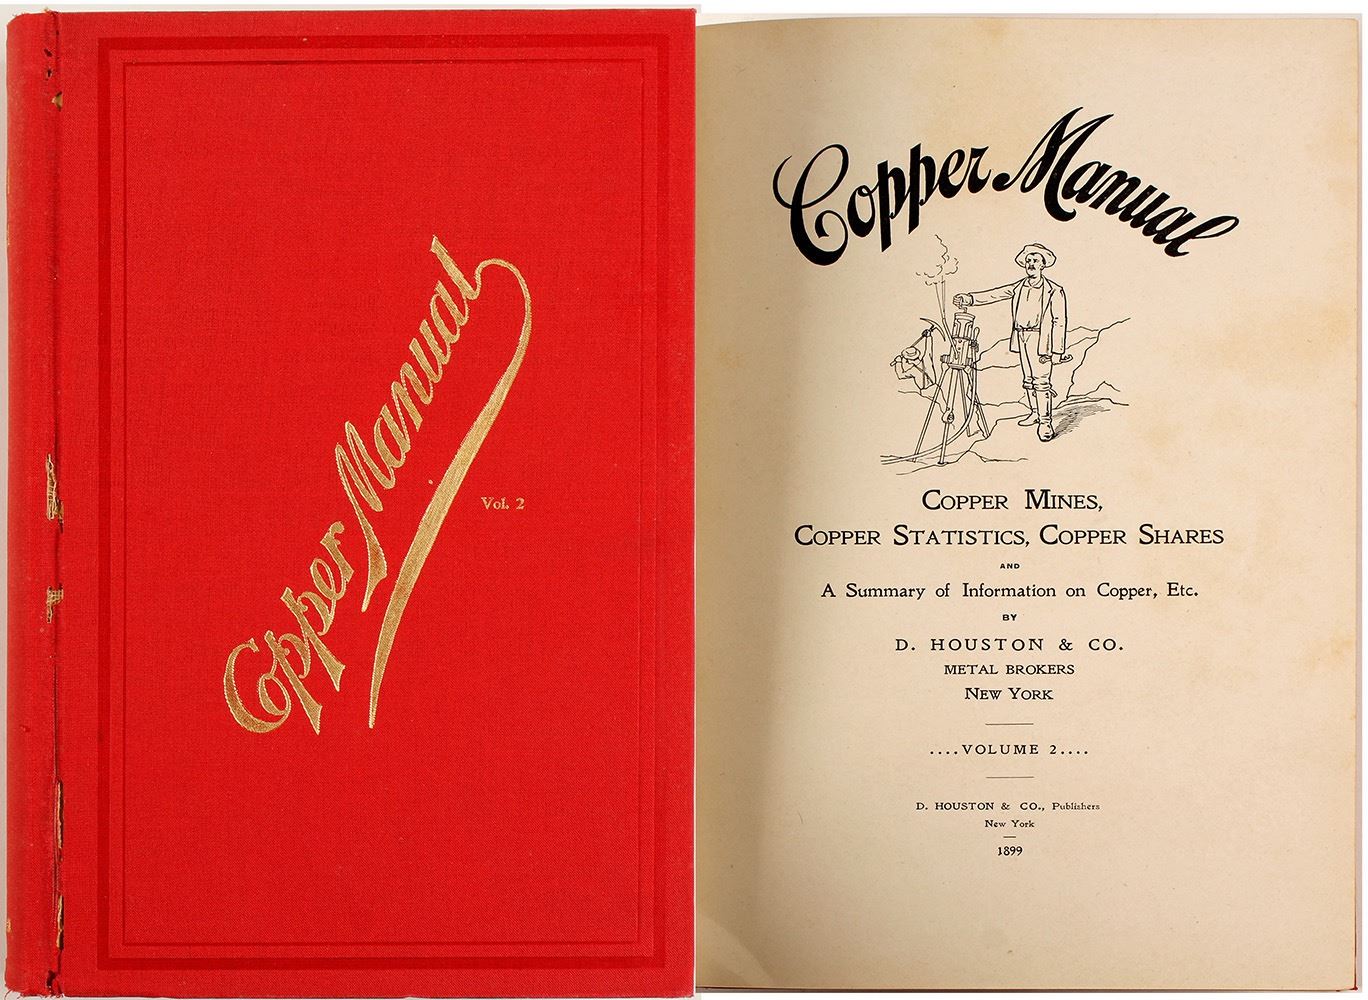 Copper Manual
Vol. 2
Copper Manual
COPPER MINES,
COPPER STATISTICS, COPPER SHARES
AND
A Summary of Information on Copper, Etc.
BY
D. HOUSTON & CO.
METAL BROKERS
NEW YORK
....VOLUME 2....
D. HOUSTON & CO., Publishers
New York
1899